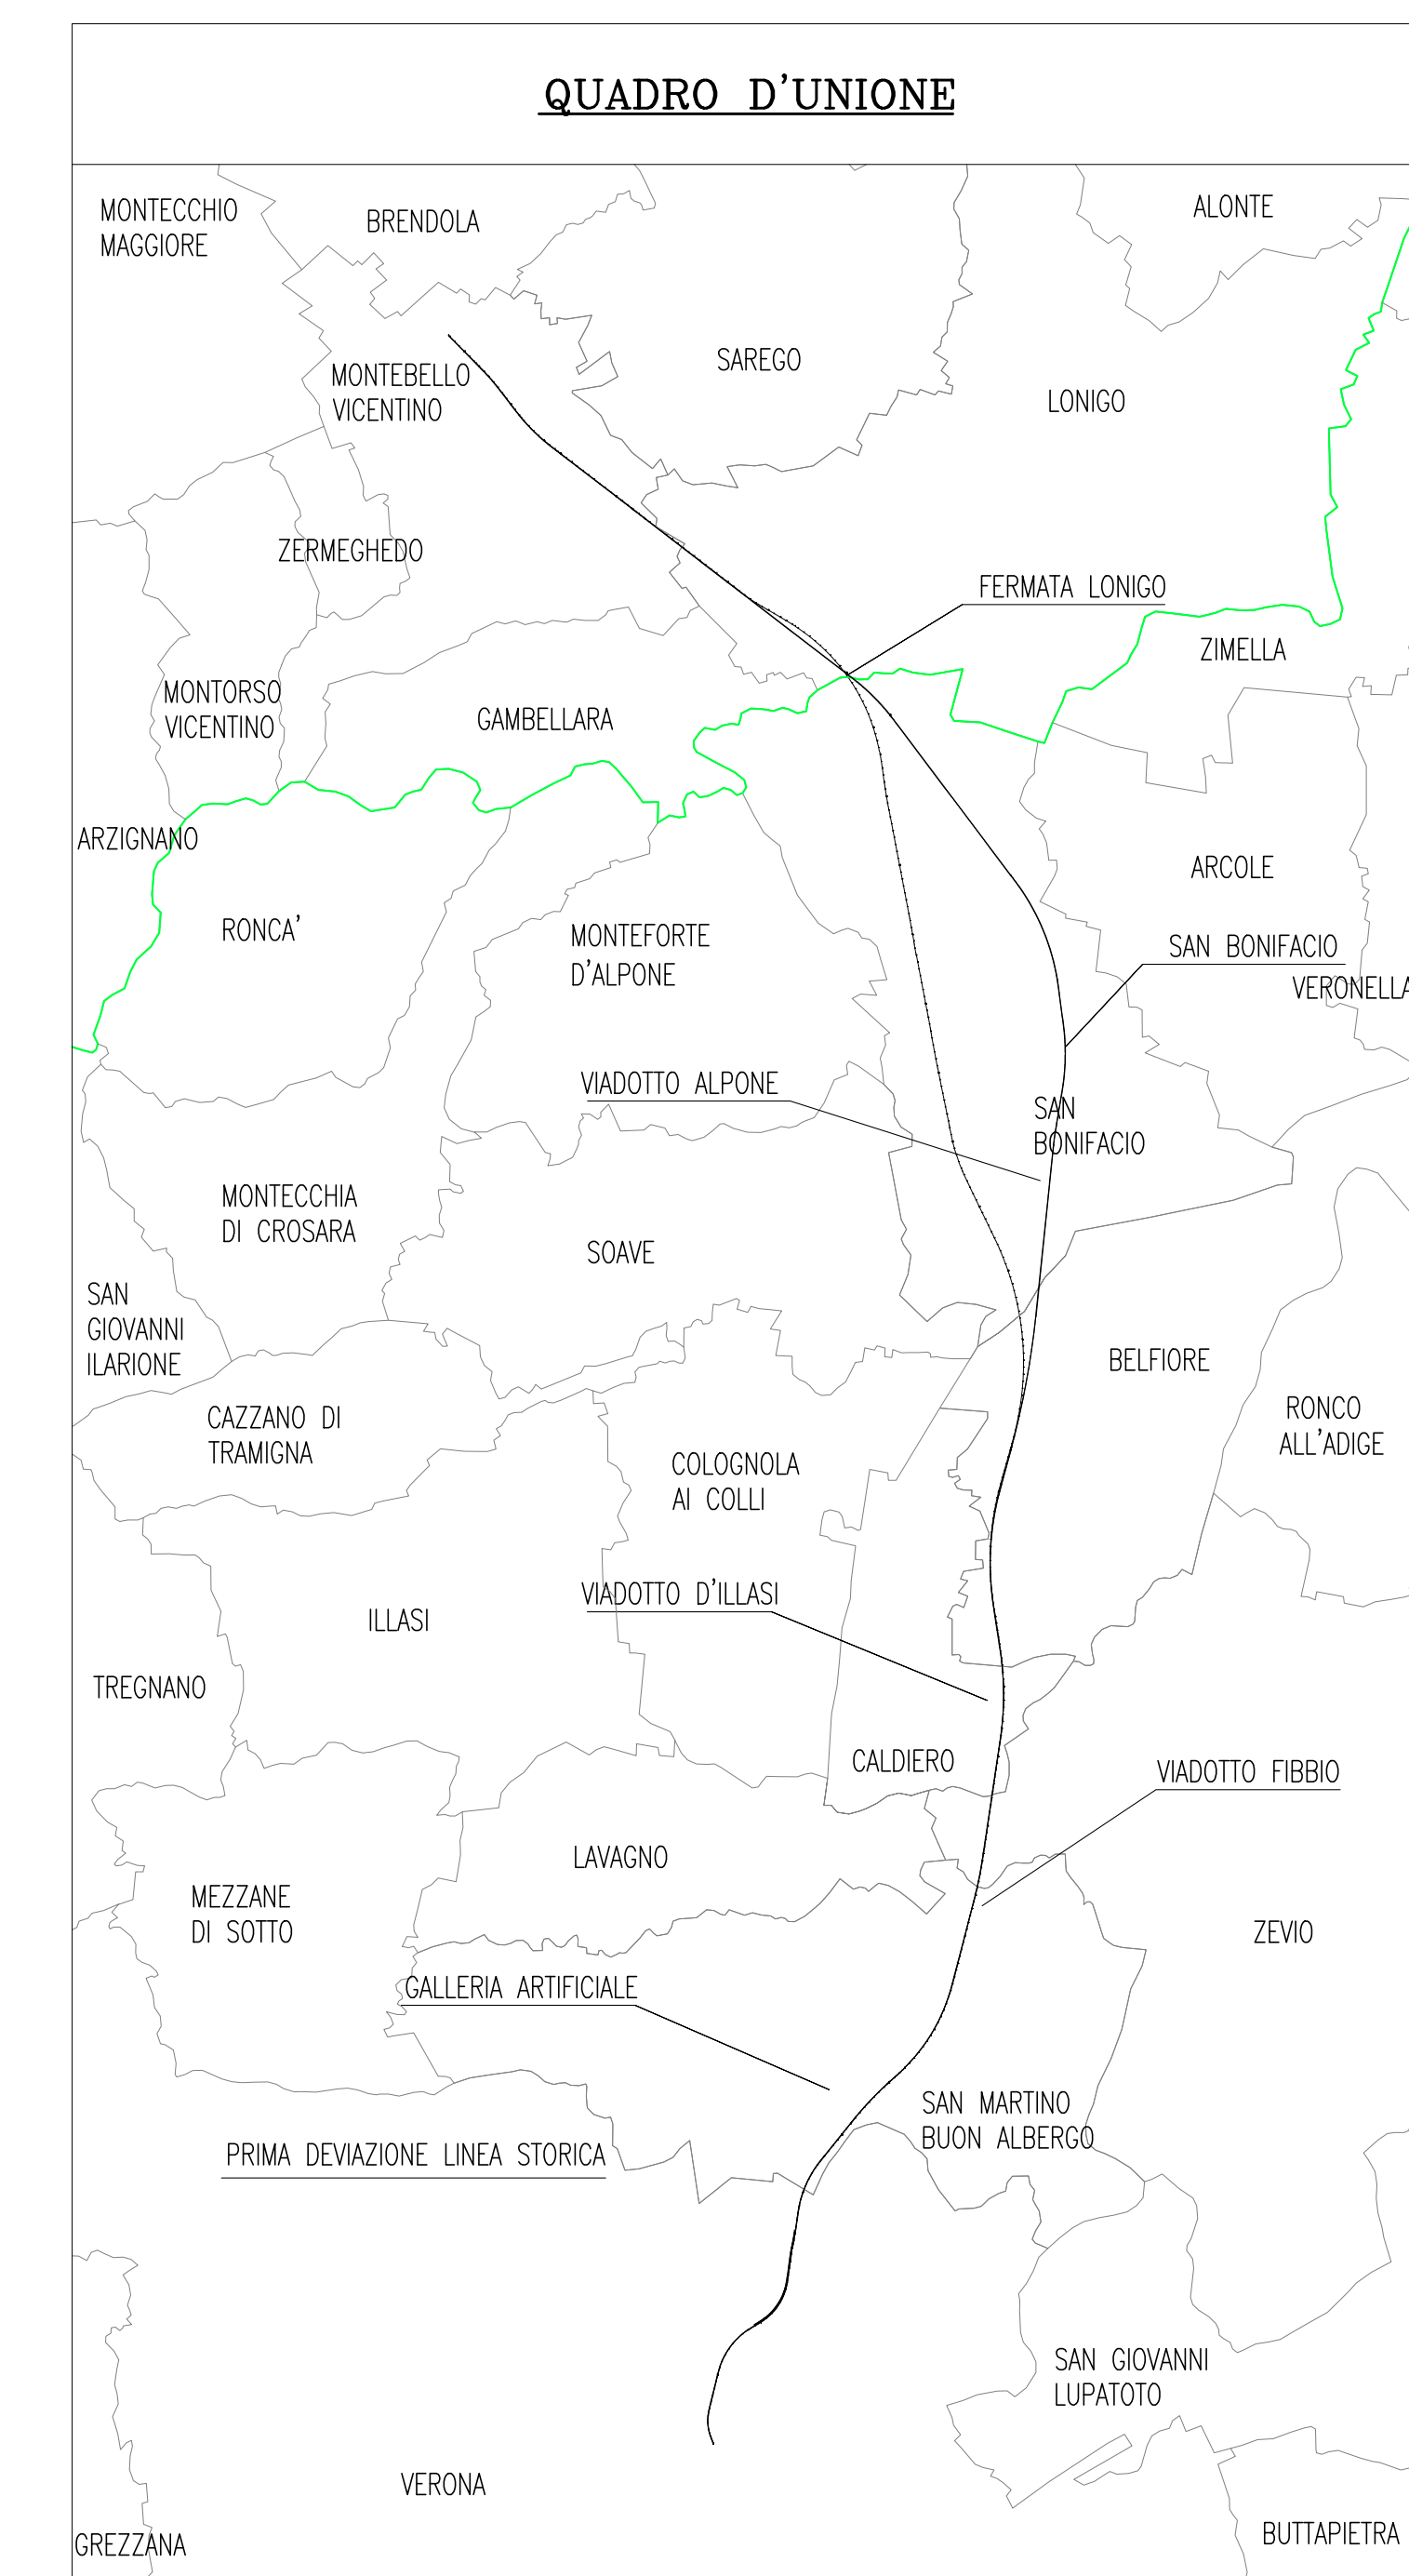 QUADRO D'UNIONE
MONTECCHIO
MAGGIORE
BRENDOLA
ALONTE
SAREGO
MONTEBELLO
VICENTINO
LONIGO
ZERMEGHEDO
FERMATA LONIGO
ZIMELLA
MONTORSO
VICENTINO
GAMBELLARA
ARZIGNANO
ARCOLE
RONCA'
MONTEFORTE
D'ALPONE
SAN BONIFACIO
VERONELLA
VIADOTTO ALPONE
SAN
BONIFACIO
MONTECCHIA
DI CROSARA
SOAVE
SAN
GIOVANNI
ILARIONE
BELFIORE
CAZZANO DI
TRAMIGNA
RONCO
ALL'ADIGE
COLOGNOLA
AI COLLI
VIADOTTO D'ILLASI
ILLASI
TREGNANO
CALDIERO
VIADOTTO FIBBIO
LAVAGNO
MEZZANE
DI SOTTO
ZEVIO
GALLERIA ARTIFICIALE
SAN MARTINO
BUON ALBERGO
PRIMA DEVIAZIONE LINEA STORICA
SAN GIOVANNI
LUPATOTO
VERONA
BUTTAPIETRA
GREZZANA